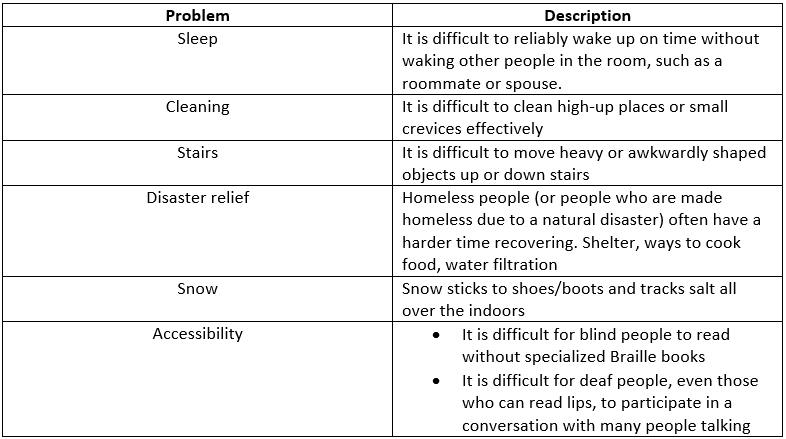 Problem
Description
Sleep
It is difficult to reliably wake up on time without
waking other people in the room, such as a
roommate or spouse.
Cleaning
It is difficult to clean high-up places or small
crevices effectively
Stairs
It is difficult to move heavy or awkwardly shaped
objects up or down stairs
Disaster relief
Homeless people (or people who are made
homeless due to a natural disaster) often have a
harder time recovering. Shelter, ways to cook
food, water filtration
Snow
Snow sticks to shoes/boots and tracks salt all
over the indoors
Accessibility
• It is difficult for blind people to read
without specialized Braille books
• It is difficult for deaf people, even those
who can read lips, to participate in a
conversation with many people talking